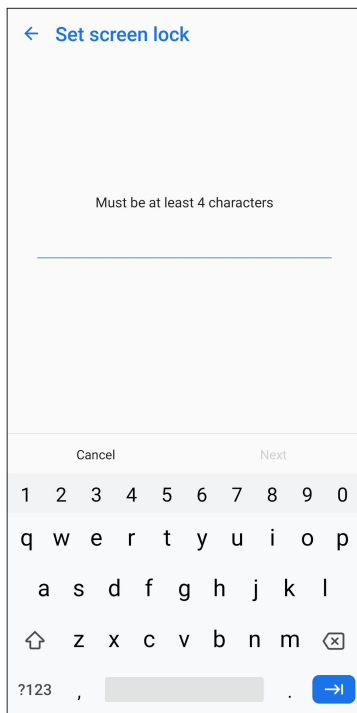 Set screen lock
Must be at least 4 characters
Cancel Next
1 2 3 4 5 6 7 8 9 0
q w e r t y u i o p
a s d f g h j k l
z x c v b n m
?123 , .